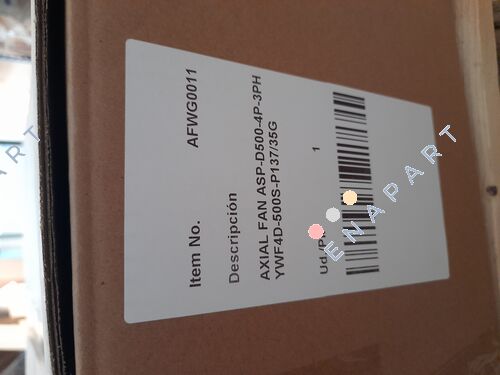 Item No. AFWG0011
Descripción
AXIAL FAN ASP-D500-4P-3PH
YWF4D-500S-P137/35G
1
ENAPART